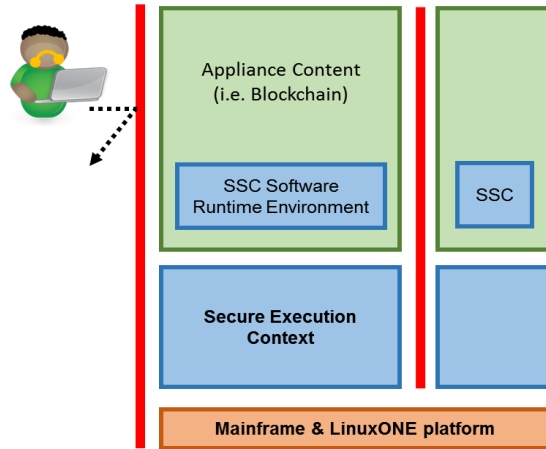 Appliance Content
(i.e. Blockchain)
SSC Software
Runtime Environment
SSC
Secure Execution
Context
Mainframe & LinuxONE platform